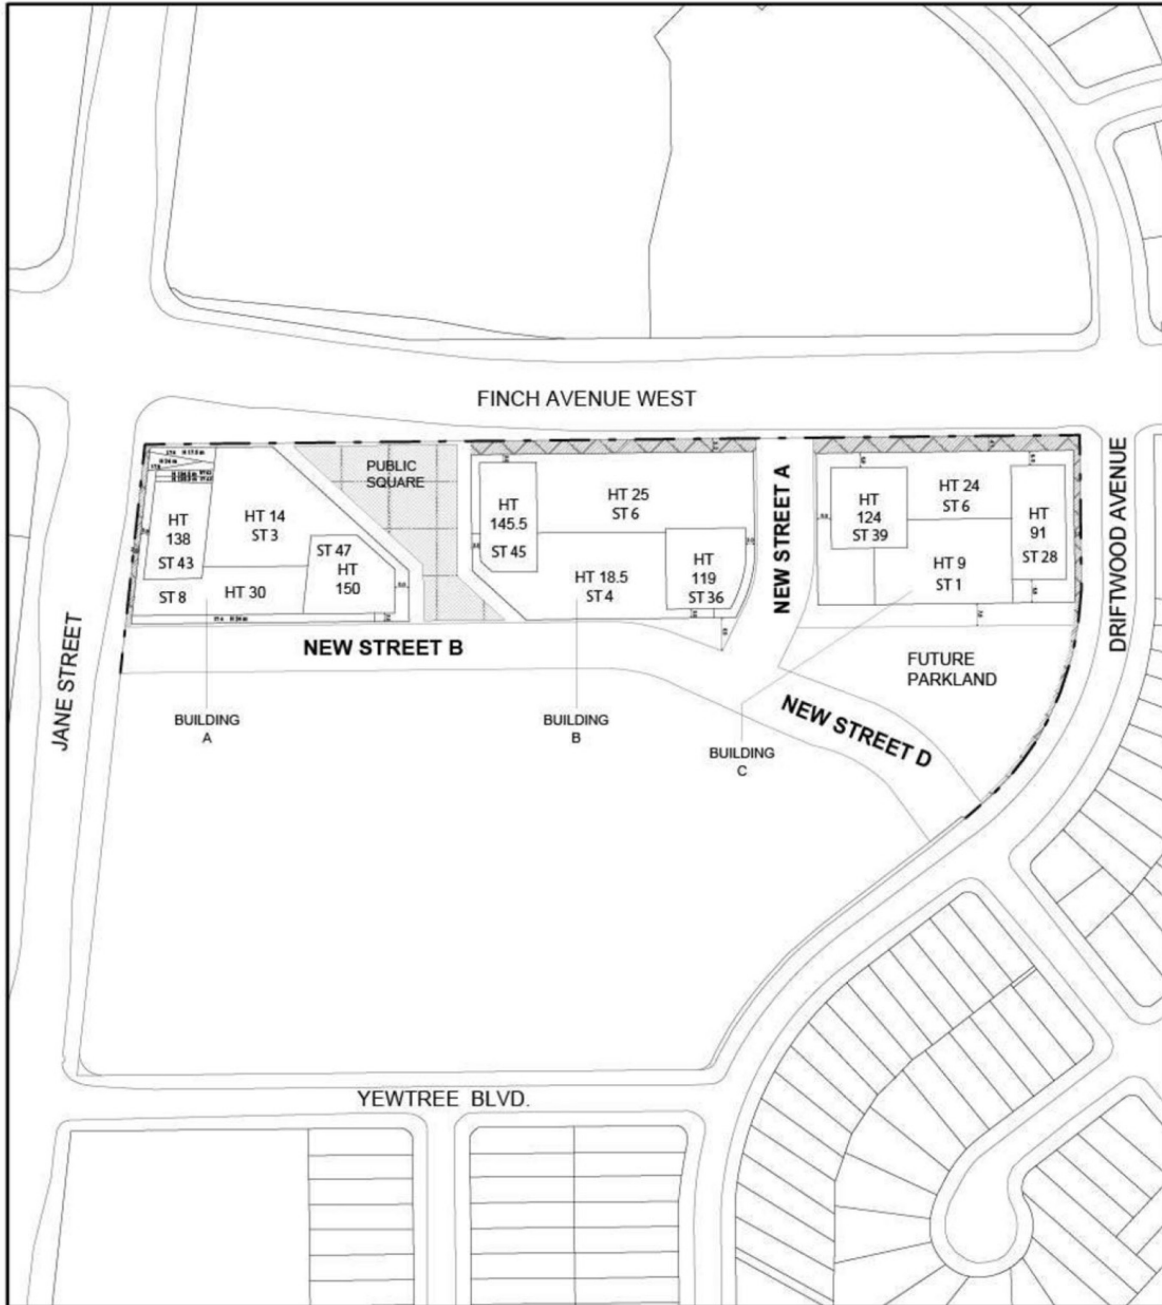 FINCH AVENUE WEST
PUBLIC
SQUARE
HT
138
ST 43
HT 14
ST 3
ST 47
HT
150
ST 8
HT 30
HT
145.5
ST 45
HT 25
ST 6
HT 18.5
ST 4
HT
119
ST 36
NEW STREET A
HT
124
ST 39
HT 24
ST 6
HT
91
ST 28
HT 9
ST 1
DRIFTWOOD AVENUE
JANE STREET
NEW STREET B
FUTURE
PARKLAND
NEW STREET D
BUILDING
A
BUILDING
B
BUILDING
C
YEWTREE BLVD.